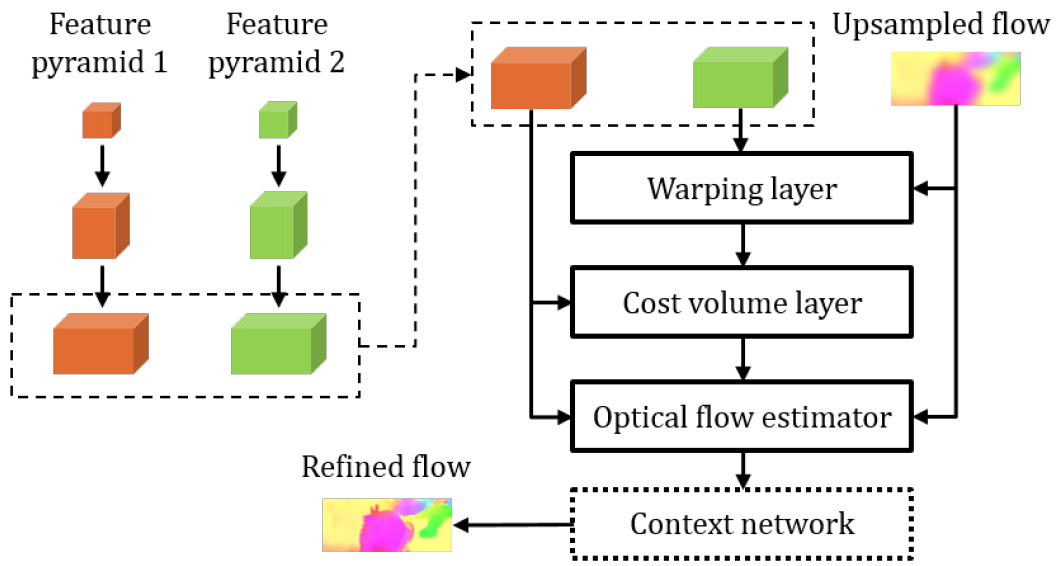 Feature
pyramid 1
Feature
pyramid 2
Upsampled flow
Warping layer
Cost volume layer
Optical flow estimator
Refined flow
Context network